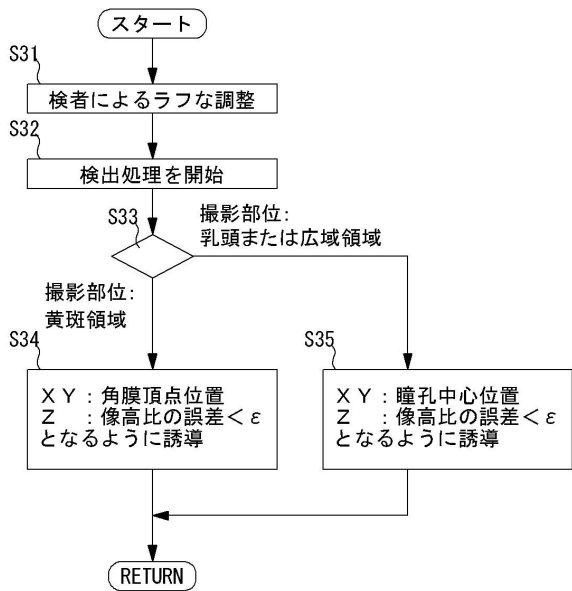 スタート
S31
検者によるラフな調整
S32
検出処理を開始
S33
撮影部位:
乳頭または広域領域
撮影部位:
黄斑領域
S34
XY:角膜頂点位置
Z :像高比の誤差<ε
となるように誘導
S35
XY:瞳孔中心位置
Z :像高比の誤差<ε
となるように誘導
RETURN